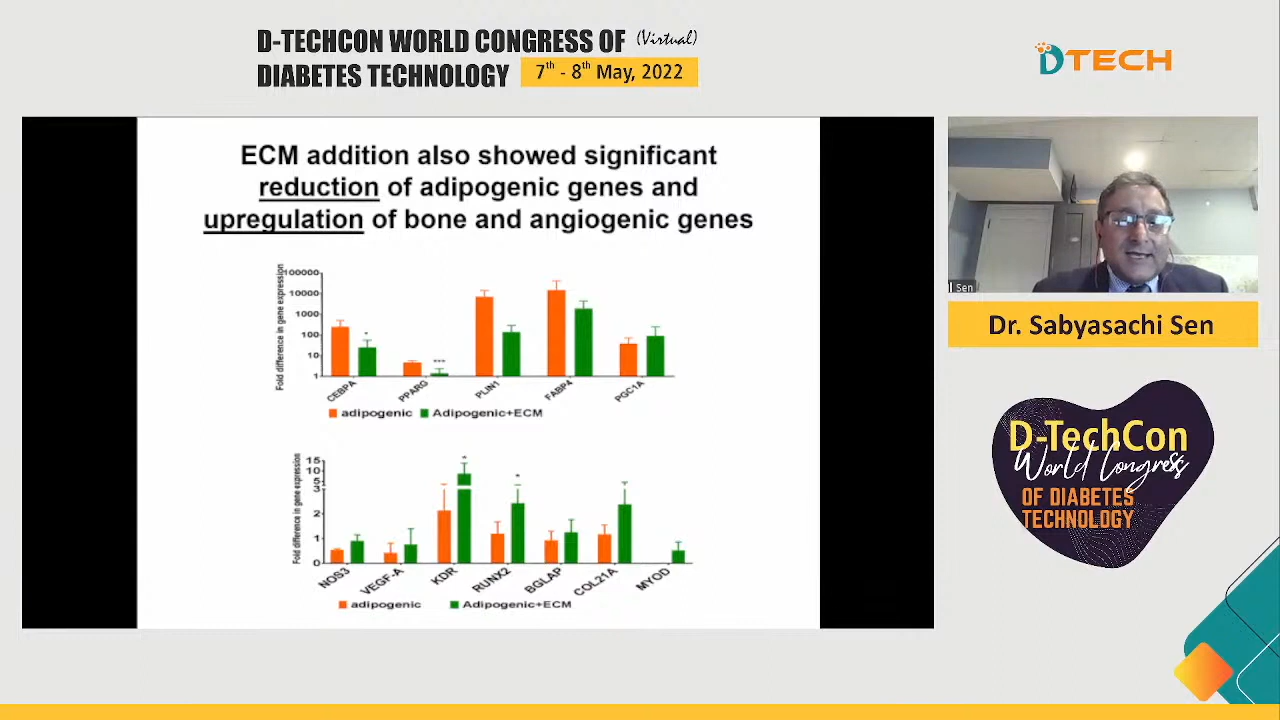 D-TECHCON WORLD CONGRESS OF (Virtual)
DIABETES TECHNOLOGY 7th - 8th May, 2022
DTECH
ECM addition also showed significant
reduction of adipogenic genes and
upregulation of bone and angiogenic genes
Fold difference in gene expression
100000
10000
1000
100
10
1
*
***
CEBPA PPARG PLIN1 FABP4 PGC1A
adipogenic Adipogenic+ECM
Fold difference in gene expression
15
10
5
3
2
1
0
*
*
NOS3 VEGF-A KDR RUNX2 BGLAP COL21A MYOD
adipogenic Adipogenic+ECM
Sen
Dr. Sabyasachi Sen
D-TechCon
World Congress
OF DIABETES
TECHNOLOGY